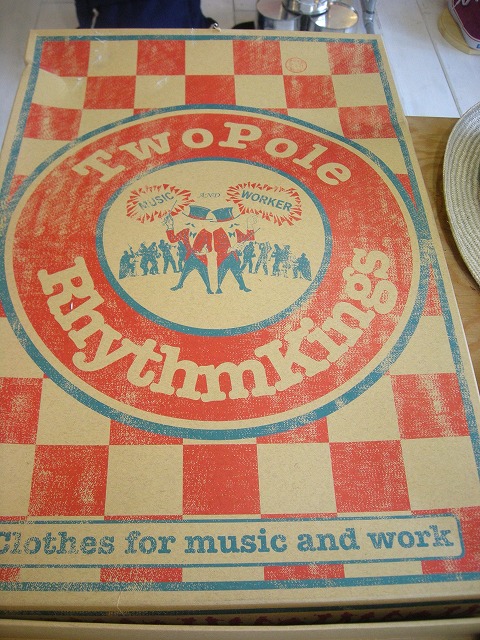 TwoPole
MUSIC AND WORKER
RhythmKings
Clothes for music and work